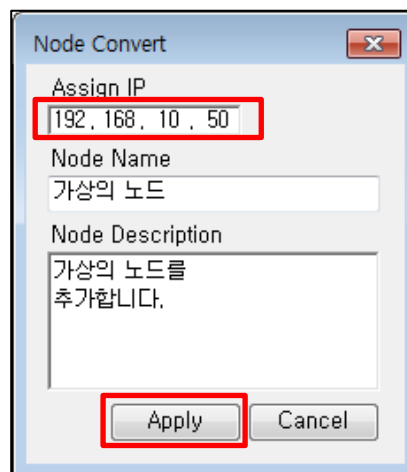 Node Convert
Assign IP
192 . 168 . 10 . 50
Node Name
가상의 노드
Node Description
가상의 노드를
추가합니다.
Apply Cancel